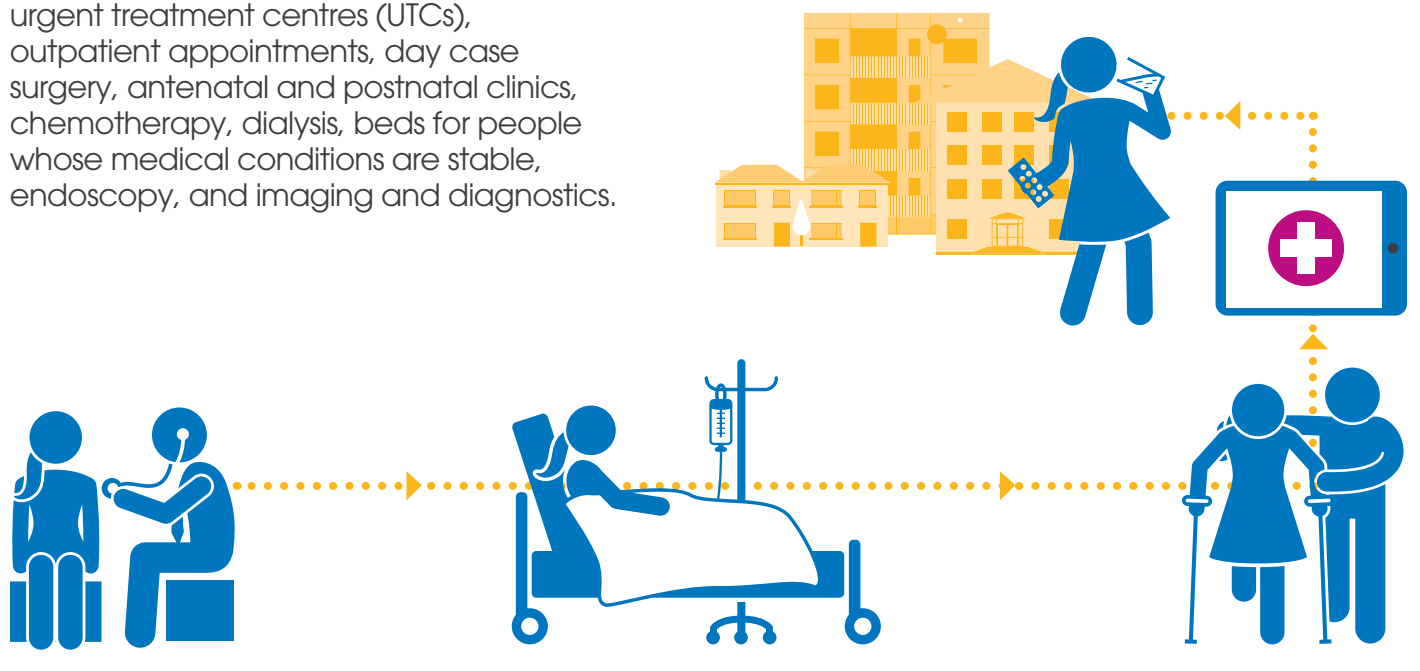 urgent treatment centres (UTCs),
outpatient appointments, day case
surgery, antenatal and postnatal clinics,
chemotherapy, dialysis, beds for people
whose medical conditions are stable,
endoscopy, and imaging and diagnostics.